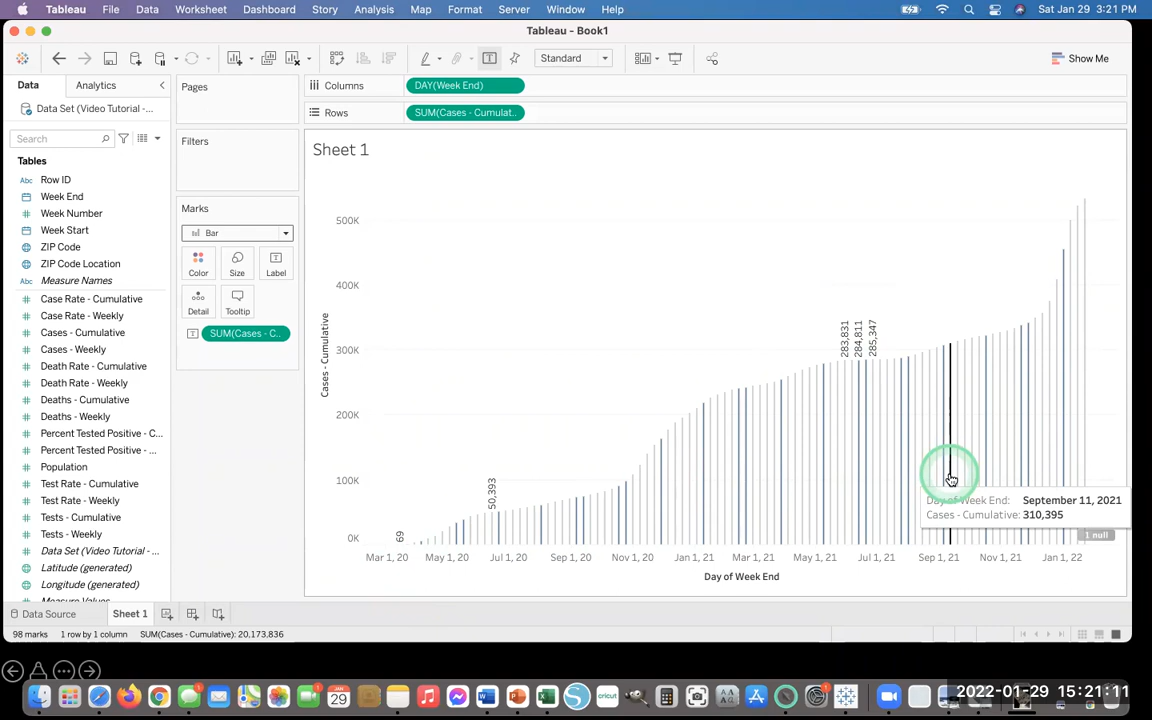 Tableau File Data Worksheet Dashboard Story Analysis Map Format Server Window Help Sat Jan 29 3:21 PM
Tableau - Book1
Standard Show Me
Data Analytics Pages Columns DAY(Week End)
Data Set (Video Tutorial -... Rows SUM(Cases - Cumulat..
Search Filters Sheet 1
Tables
Abc Row ID
Week End
Week Number
Week Start
ZIP Code
ZIP Code Location
Abc Measure Names
Case Rate - Cumulative
Case Rate - Weekly
Cases - Cumulative
Cases - Weekly
Death Rate - Cumulative
Death Rate - Weekly
Deaths - Cumulative
Deaths - Weekly
Percent Tested Positive - C...
Percent Tested Positive - ...
Population
Test Rate - Cumulative
Test Rate - Weekly
Tests - Cumulative
Tests - Weekly
Data Set (Video Tutorial - ...
Latitude (generated)
Longitude (generated)
Marks
Bar
Color Size Label
Detail Tooltip
SUM(Cases - C..
Cases - Cumulative
500K
400K
300K
200K
100K
0K
69
50,393
283,831
284,811
285,347
Day of Week End: September 11, 2021
Cases - Cumulative: 310,395
1 null
Mar 1, 20 May 1, 20 Jul 1, 20 Sep 1, 20 Nov 1, 20 Jan 1, 21 Mar 1, 21 May 1, 21 Jul 1, 21 Sep 1, 21 Nov 1, 21 Jan 1, 22
Day of Week End
Data Source Sheet 1
98 marks 1 row by 1 column SUM(Cases - Cumulative): 20,173,836
JAN
29
cricut
2022-01-29 15:21:11